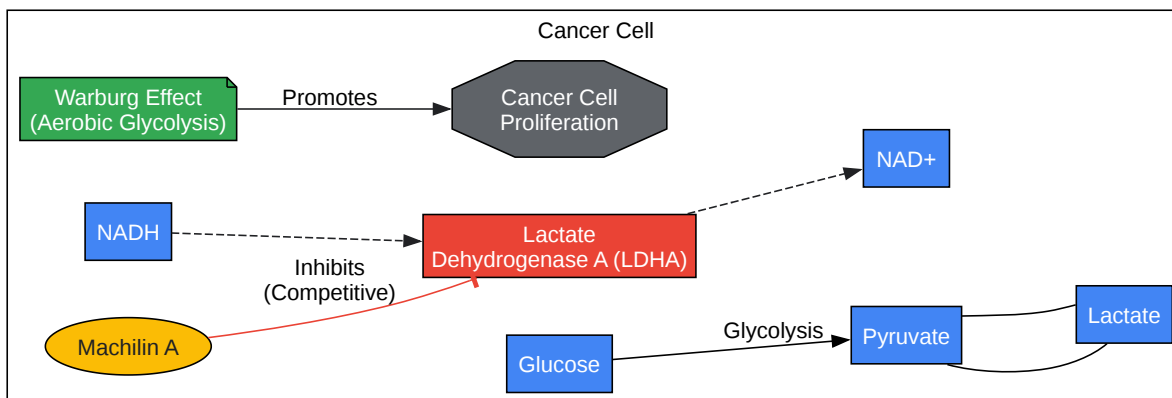 Cancer Cell
Warburg Effect
(Aerobic Glycolysis)
Promotes
Cancer Cell
Proliferation
NAD+
NADH
Lactate
Dehydrogenase A (LDHA)
Inhibits
(Competitive)
Machilin A
Glucose
Glycolysis
Pyruvate
Lactate